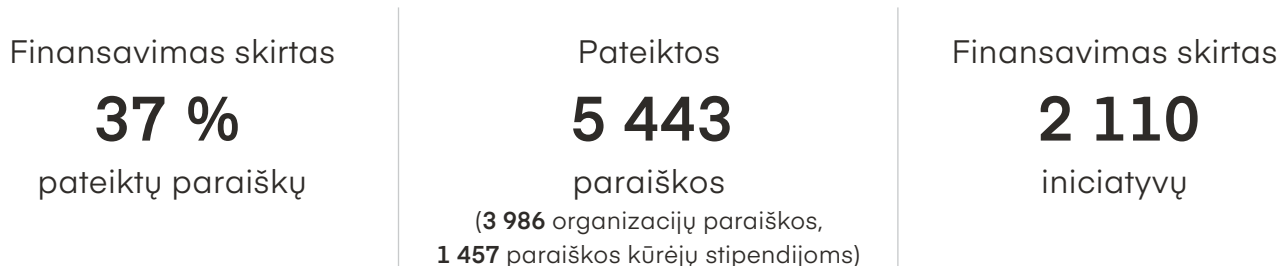 Finansavimas skirtas
37 %
pateiktų paraiškų
Pateiktos
5 443
paraiškos
(3 986 organizacijų paraiškos,
1 457 paraiškos kūrėjų stipendijoms)
Finansavimas skirtas
2 110
iniciatyvų